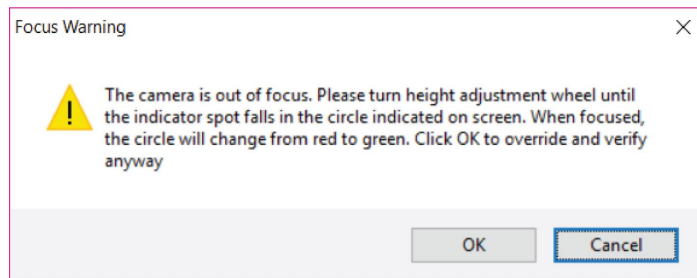 Focus Warning
The camera is out of focus. Please turn height adjustment wheel until
the indicator spot falls in the circle indicated on screen. When focused,
the circle will change from red to green. Click OK to override and verify
anyway
OK
Cancel